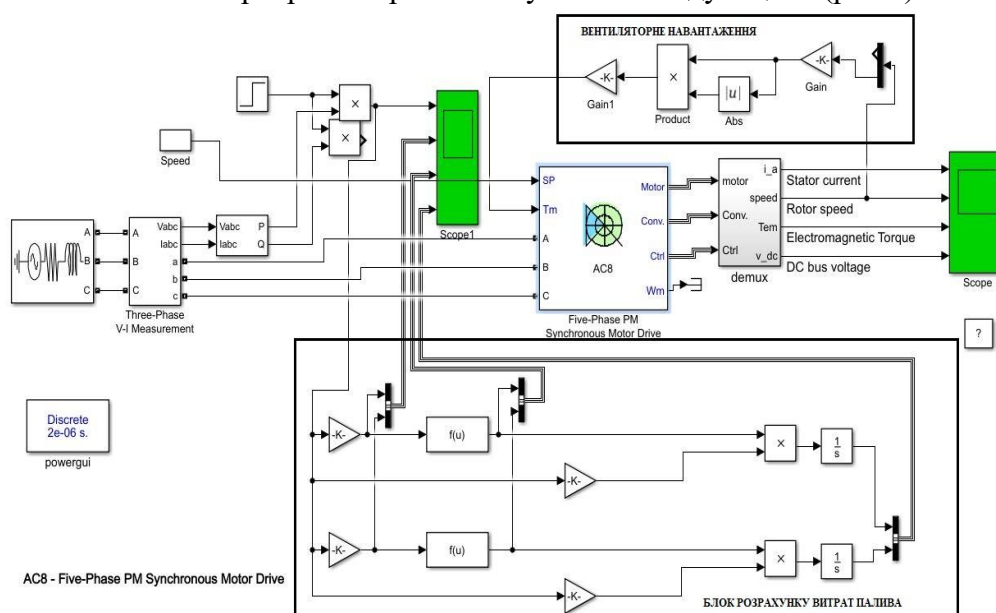 ВЕНТИЛЯТОРНЕ НАВАНТАЖЕННЯ
-K-
Gain1
×
Product
|u|
Abs
-K-
Gain
×
×
Speed
Scope1
A
B
C
A
B
C
Vabc
Iabc
a
b
c
Three-Phase
V-I Measurement
Vabc
Iabc
P
Q
SP
Tm
A
B
C
Motor
Conv.
Ctrl
Wm
AC8
Five-Phase PM
Synchronous Motor Drive
motor
Conv.
Ctrl
i_a
speed
Tem
v_dc
demux
Stator current
Rotor speed
Electromagnetic Torque
DC bus voltage
Scope
?
Discrete
2e-06 s.
powergui
-K-
f(u)
×
1
s
-K-
-K-
f(u)
×
1
s
-K-
AC8 - Five-Phase PM Synchronous Motor Drive
БЛОК РОЗРАХУНКУ ВИТРАТ ПАЛИВА